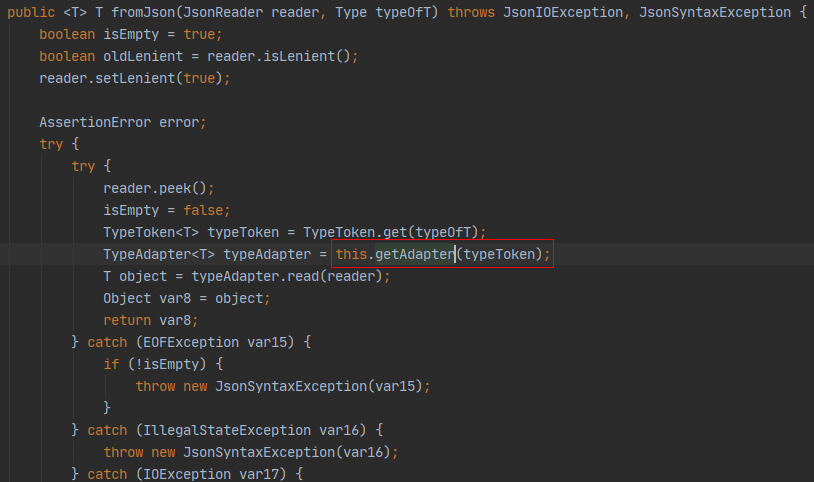 public <T> T fromJson(JsonReader reader, Type typeOfT) throws JsonIOException, JsonSyntaxException {
    boolean isEmpty = true;
    boolean oldLenient = reader.isLenient();
    reader.setLenient(true);

    AssertionError error;
    try {
        try {
            reader.peek();
            isEmpty = false;
            TypeToken<T> typeToken = TypeToken.get(typeOfT);
            TypeAdapter<T> typeAdapter = this.getAdapter(typeToken);
            T object = typeAdapter.read(reader);
            Object var8 = object;
            return var8;
        } catch (EOFException var15) {
            if (!isEmpty) {
                throw new JsonSyntaxException(var15);
            }
        } catch (IllegalStateException var16) {
            throw new JsonSyntaxException(var16);
        } catch (IOException var17) {